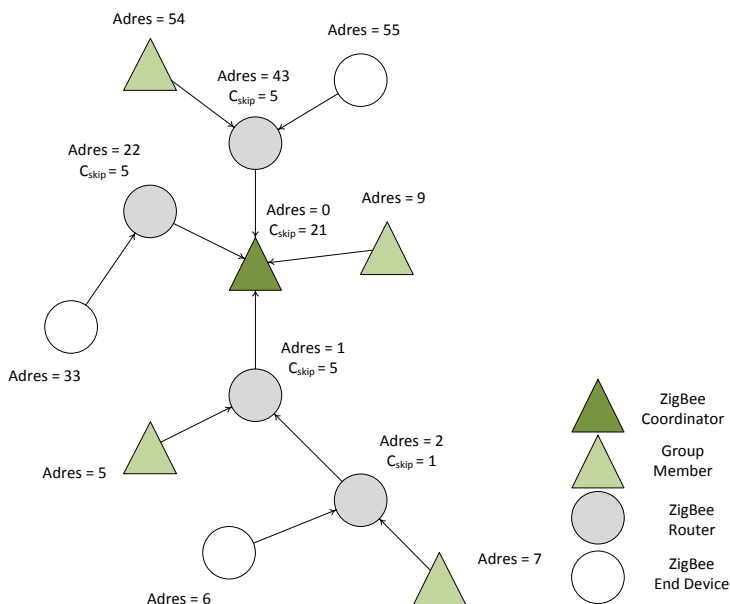 Adres = 54
Adres = 55
Adres = 43
Cskip = 5
Adres = 22
Cskip = 5
Adres = 0
Cskip = 21
Adres = 9
Adres = 33
Adres = 1
Cskip = 5
Adres = 5
Adres = 2
Cskip = 1
Adres = 6
Adres = 7
ZigBee
Coordinator
Group
Member
ZigBee
Router
ZigBee
End Device